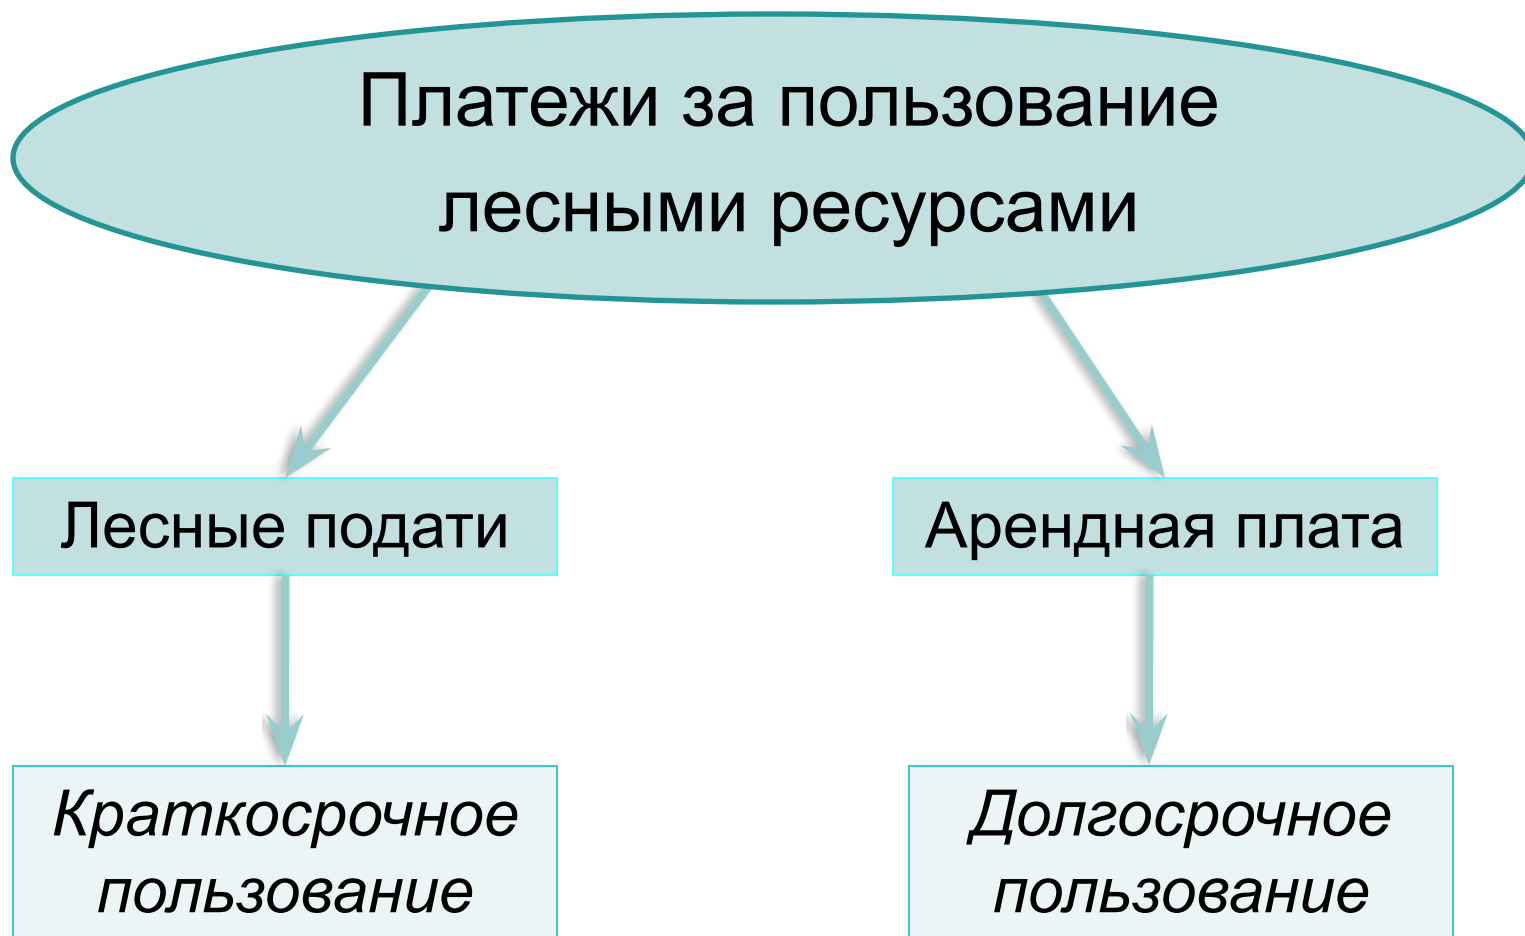 Платежи за пользование
лесными ресурсами
Лесные подати
Арендная плата
Краткосрочное
пользование
Долгосрочное
пользование